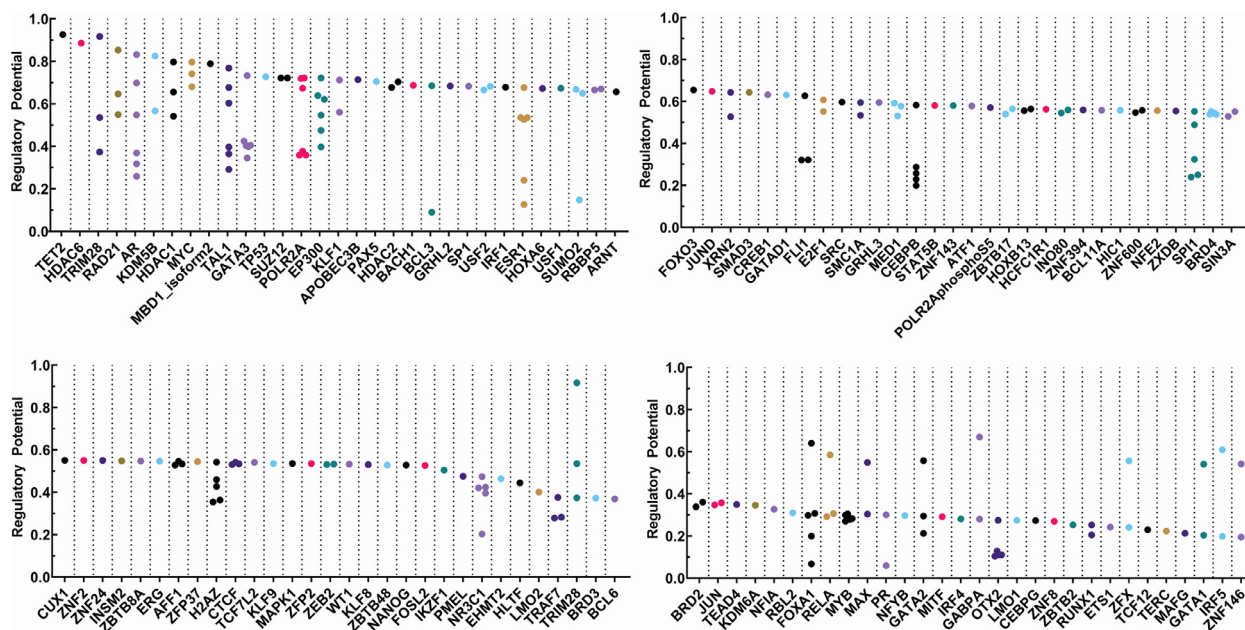 Regulatory Potential
1.0
0.8
0.6
0.4
0.2
0.0
TET2
HDAC6
TRIM28
RAD21
AR
KDM5B
HDAC1
MYC
MBD1_isoform2
TAL1
GATA3
TP53
SUZ12
POLR2A
EP300
KLF1
APOBEC3B
PAX5
HDAC2
BACH1
BCL3
GRHL2
SP1
USF2
IRF1
ESR1
HOXA6
USF1
SUMO2
RBBP5
ARNT
Regulatory Potential
1.0
0.8
0.6
0.4
0.2
0.0
FOXO3
JUND
XRN2
SMAD3
CREB1
GATAD1
FLI1
E2F1
SRC
SMC1A
GRHL3
MED1
CEBPB
STAT5B
ZNF143
ATF1
POLR2AphosphoS5
ZBTB17
HOXB13
HCFC1R1
INO80
ZNF394
BCL11A
HIC1
ZNF600
NFE2
ZXDB
SPI1
BRD4
SIN3A
Regulatory Potential
1.0
0.8
0.6
0.4
0.2
0.0
CUX1
ZNF2
ZNF24
INSM2
ZBTB8A
ERG
AFF1
ZFP37
H2AZ
CTCF
TCF7L2
KLF9
MAPK1
ZFP2
ZEB2
WT1
KLF8
ZBTB48
NANOG
FOSL2
IKZF1
PMEL
NR3C1
EHMT2
HLTF
LMO2
TRAF7
TRIM28
BRD3
BCL6
Regulatory Potential
1.0
0.8
0.6
0.4
0.2
0.0
BRD2
JUN
TEAD4
KDM6A
NFIA
RBL2
FOXA1
RELA
MYB
MAX
PR
NFYB
GATA2
MITF
IRF4
GABPA
OTX2
LMO1
CEBPG
ZNF8
ZBTB2
RUNX1
ETS1
ZFX
TCF12
TERC
MAFG
GATA1
IRF5
ZNF146